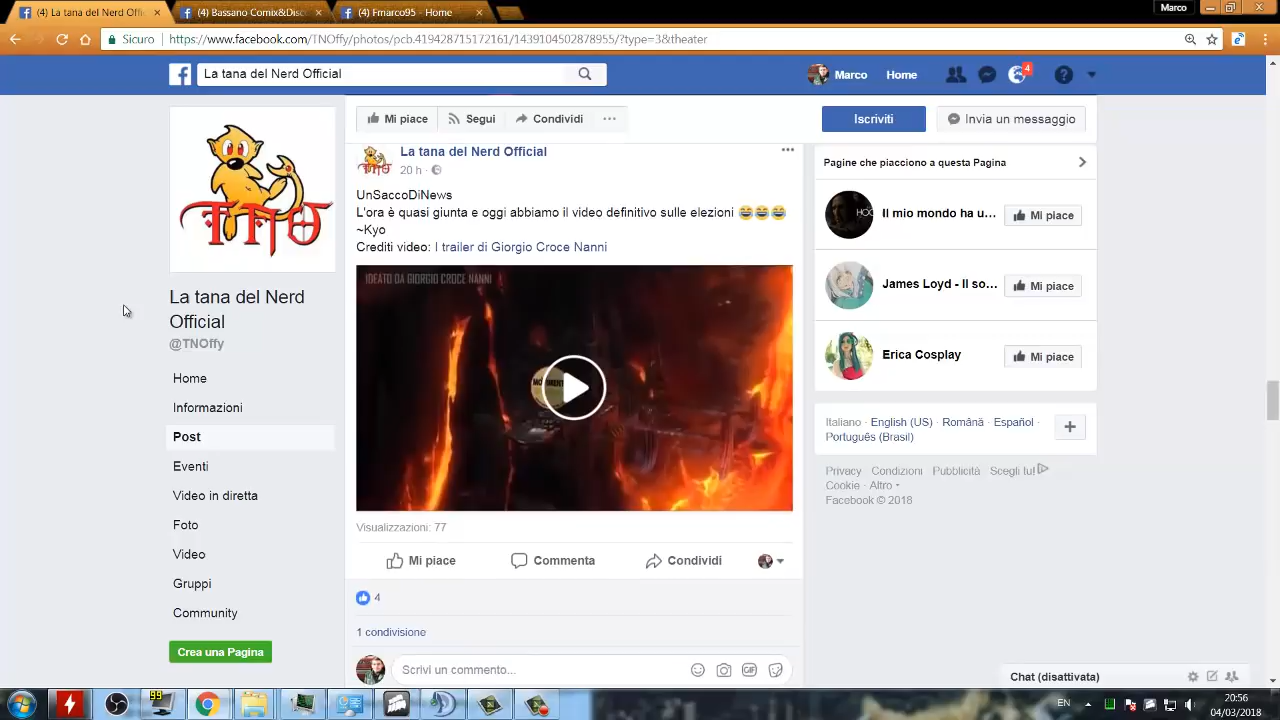 (4) La tana del Nerd Offic
(4) Bassano Comix&Disc
(4) Fmarco95 - Home
Marco
Sicuro
https://www.facebook.com/TNOffy/photos/pcb.419428715172161/1439104502878955/?type=3&theater
La tana del Nerd Official
Marco
Home
4
Mi piace
Segui
Condividi
Iscriviti
Invia un messaggio
TNO
La tana del Nerd Official
@TNOffy
Home
Informazioni
Post
Eventi
Video in diretta
Foto
Video
Gruppi
Community
Crea una Pagina
La tana del Nerd Official
20 h ·
UnSaccoDiNews
L'ora è quasi giunta e oggi abbiamo il video definitivo sulle elezioni 😂😂😂
~Kyo
Crediti video: I trailer di Giorgio Croce Nanni
IDEATO DA GIORGIO CROCE NANNI
Visualizzazioni: 77
Mi piace
Commenta
Condividi
4
1 condivisione
Scrivi un commento...
GIF
Pagine che piacciono a questa Pagina
Il mio mondo ha u...
Mi piace
James Loyd - Il so...
Mi piace
Erica Cosplay
Mi piace
Italiano · English (US) · Română · Español ·
Português (Brasil)
Privacy · Condizioni · Pubblicità · Scegli tu!
Cookie · Altro
Facebook © 2018
Chat (disattivata)
99
EN
20:56
04/03/2018